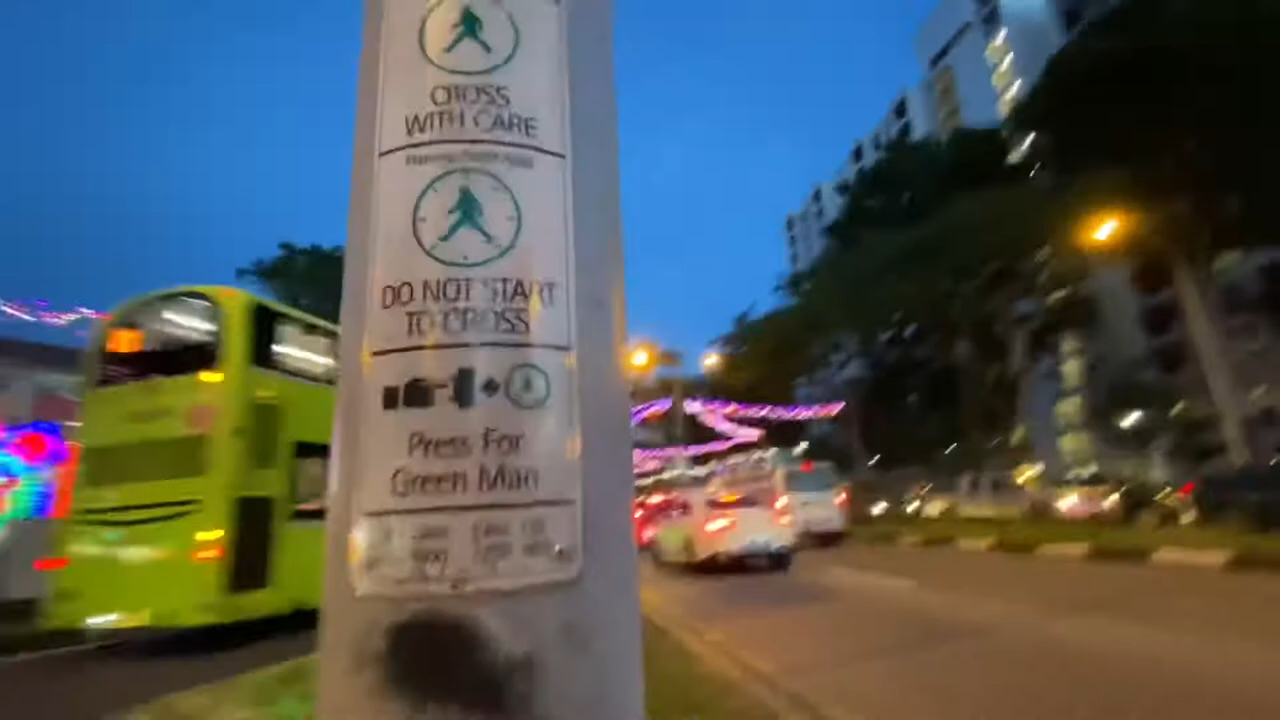 CROSS
WITH CARE
DO NOT START
TO CROSS
Press For
Green Man